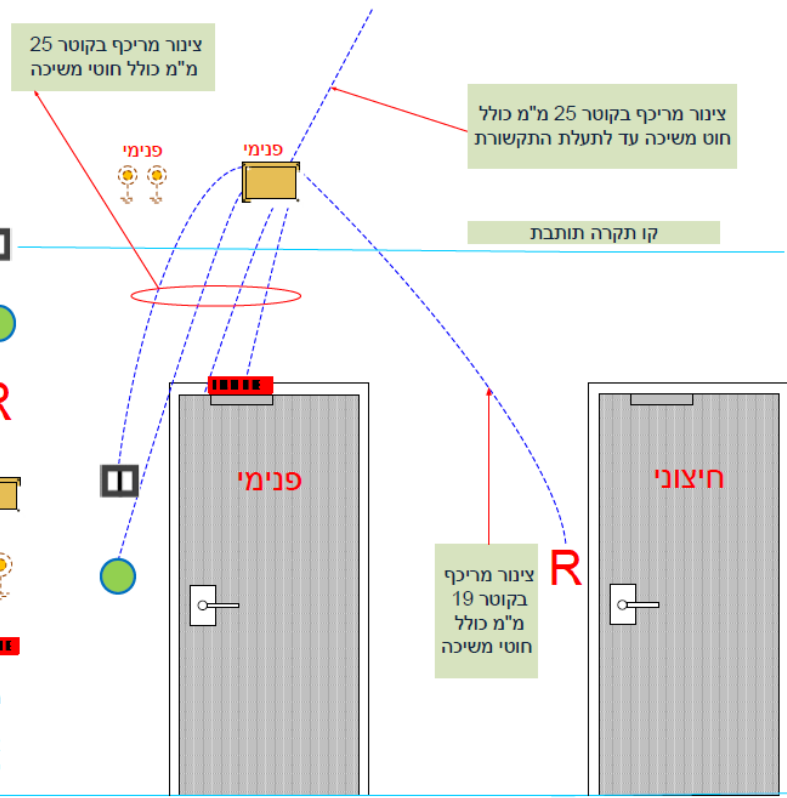 צינור מריכף בקוטר 25
מ"מ כולל חוטי משיכה
צינור מריכף בקוטר 25 מ"מ כולל
חוט משיכה עד לתעלת התקשורת
פנימי
פנימי
קו תקרה תותבת
R
פנימי
חיצוני
צינור מריכף
בקוטר 19
מ"מ כולל
חוטי משיכה
R